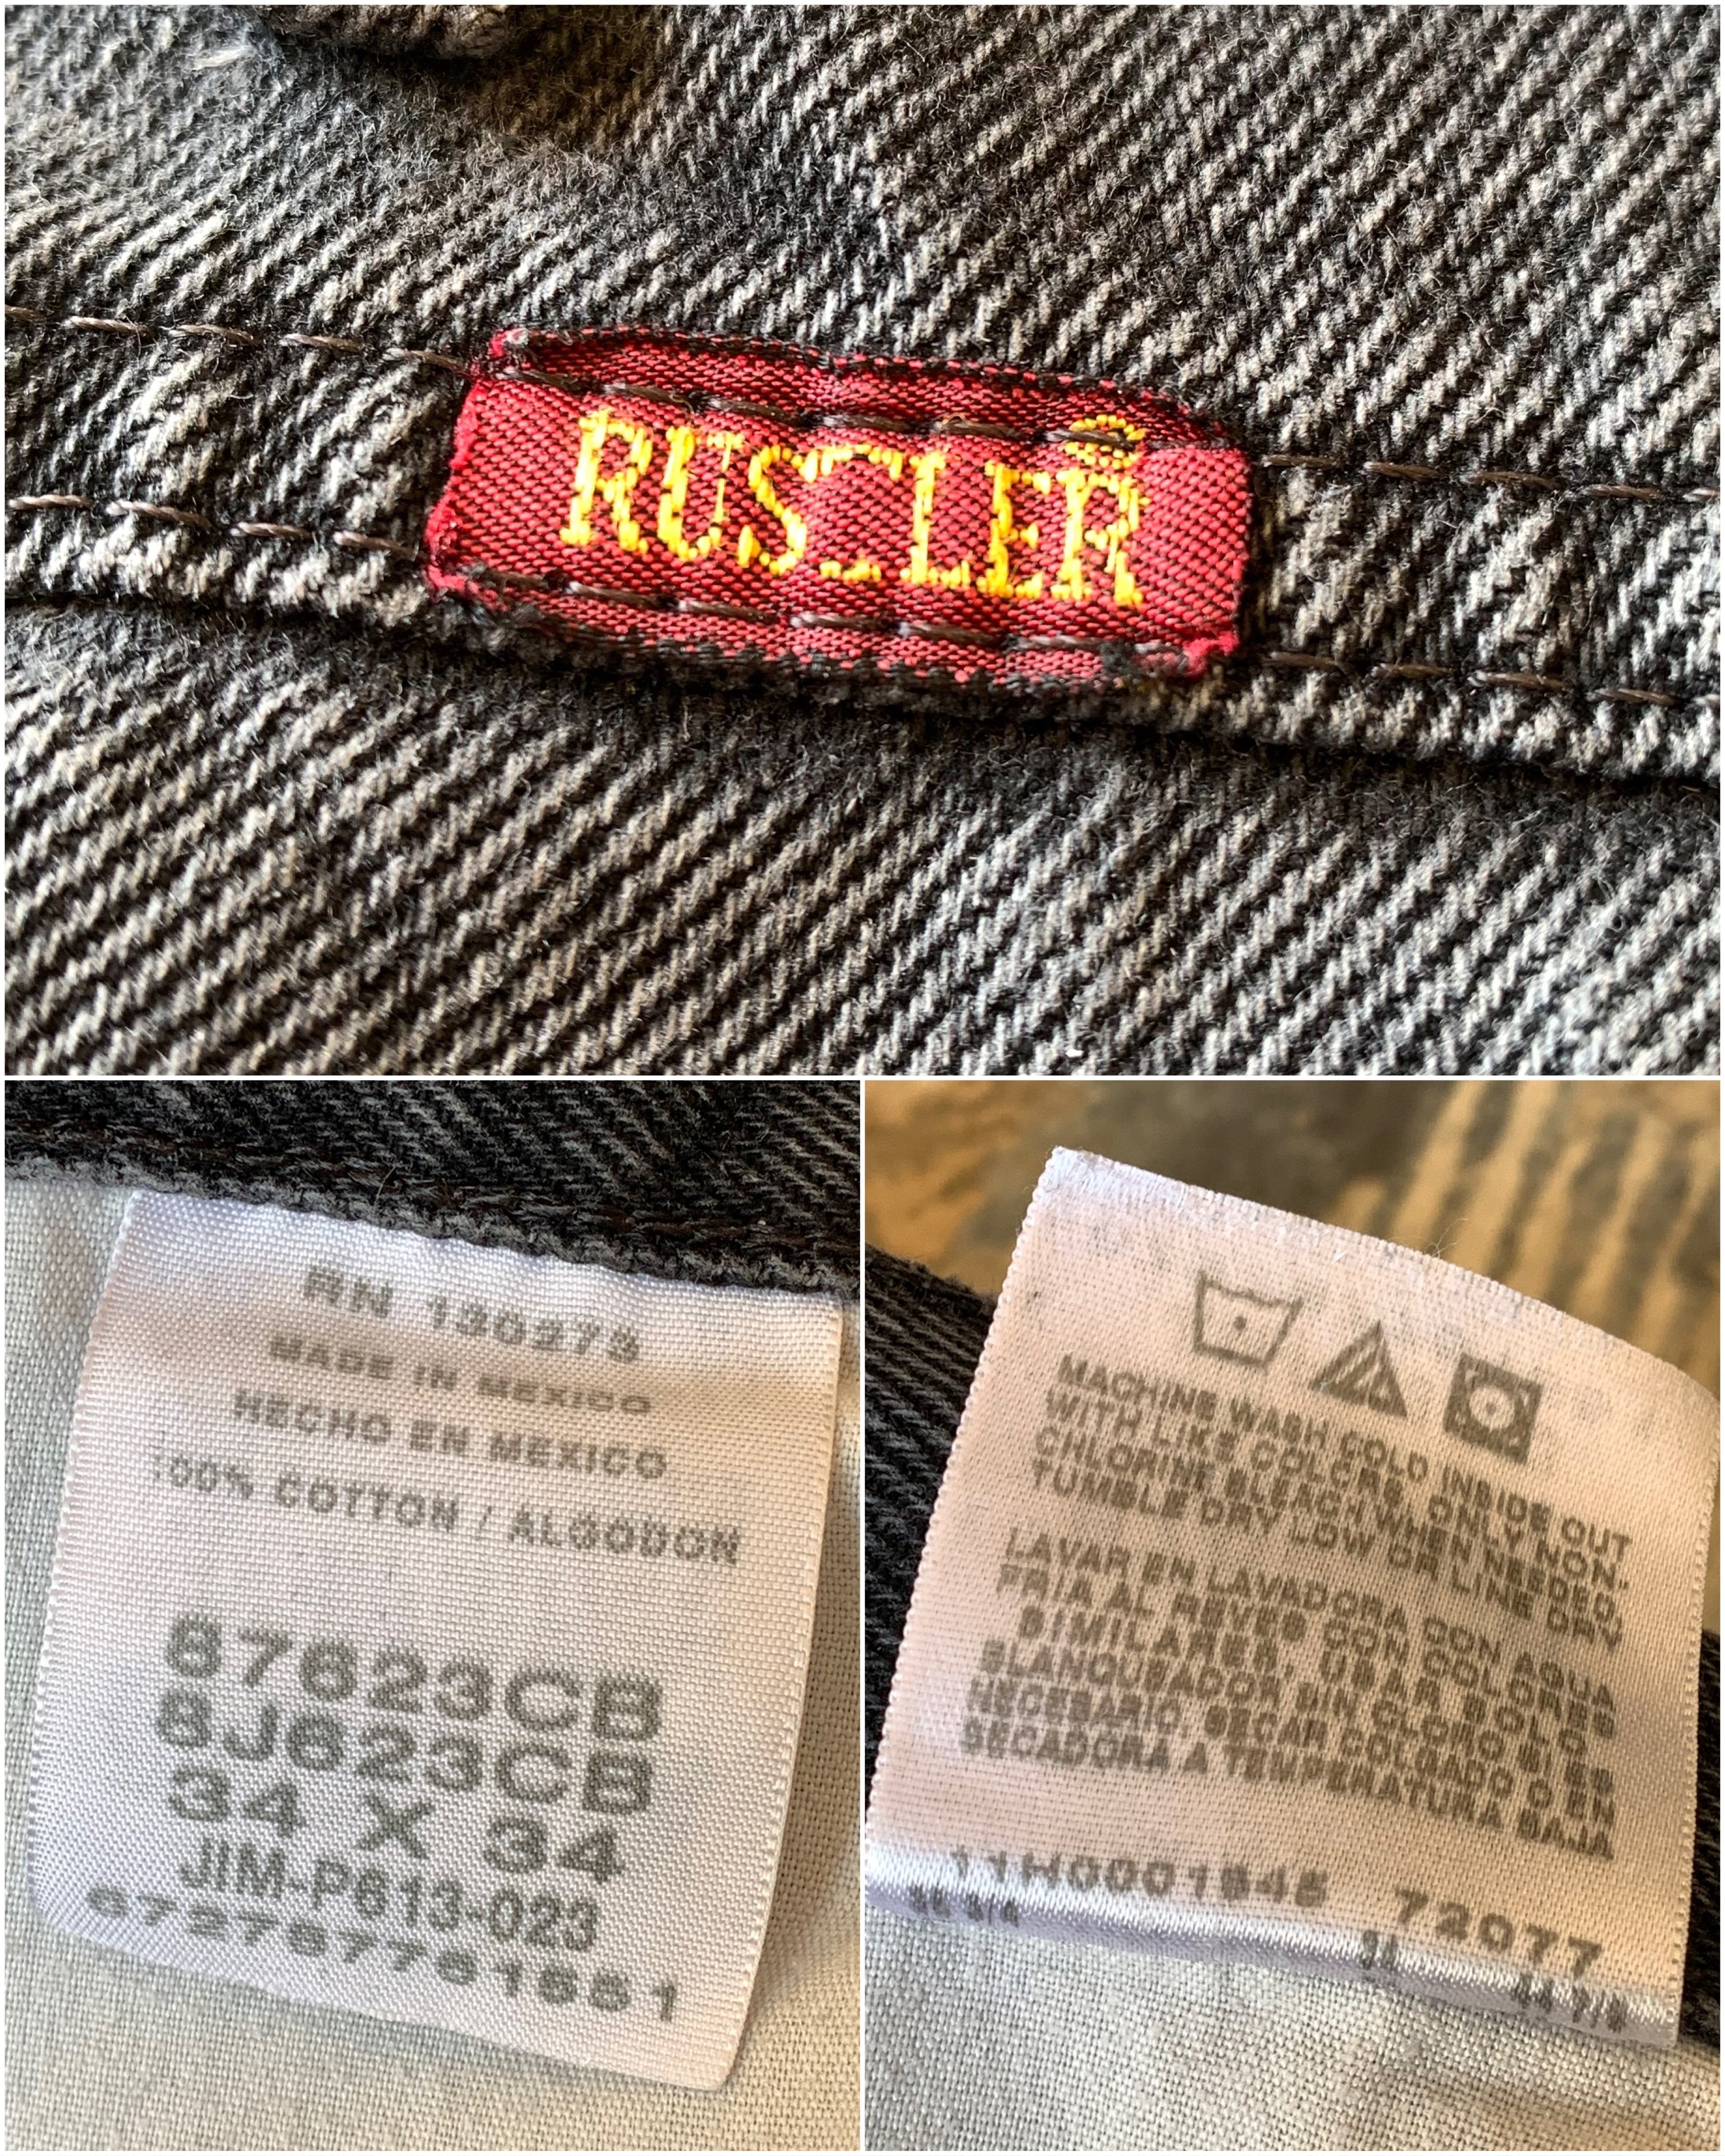 RUSTLER
RN 130273
MADE IN MEXICO
HECHO EN MEXICO
100% COTTON / ALGODON
87623CB
8J623CB
34 X 34
JIM-P613-023
MACHINE WASH COLD INSIDE OUT
WITH LIKE COLORS. ONLY NON-
CHLORINE BLEACH WHEN NEEDED.
TUMBLE DRY LOW OR LINE DRY
LAVAR EN LAVADORA CON AGUA
FRIA AL REVES CON COLORES
SIMILARES. USAR SOLO
BLANQUEADOR SIN CLORO SI ES
NECESARIO. SECAR COLGADO O EN
SECADORA A TEMPERATURA BAJA
72077